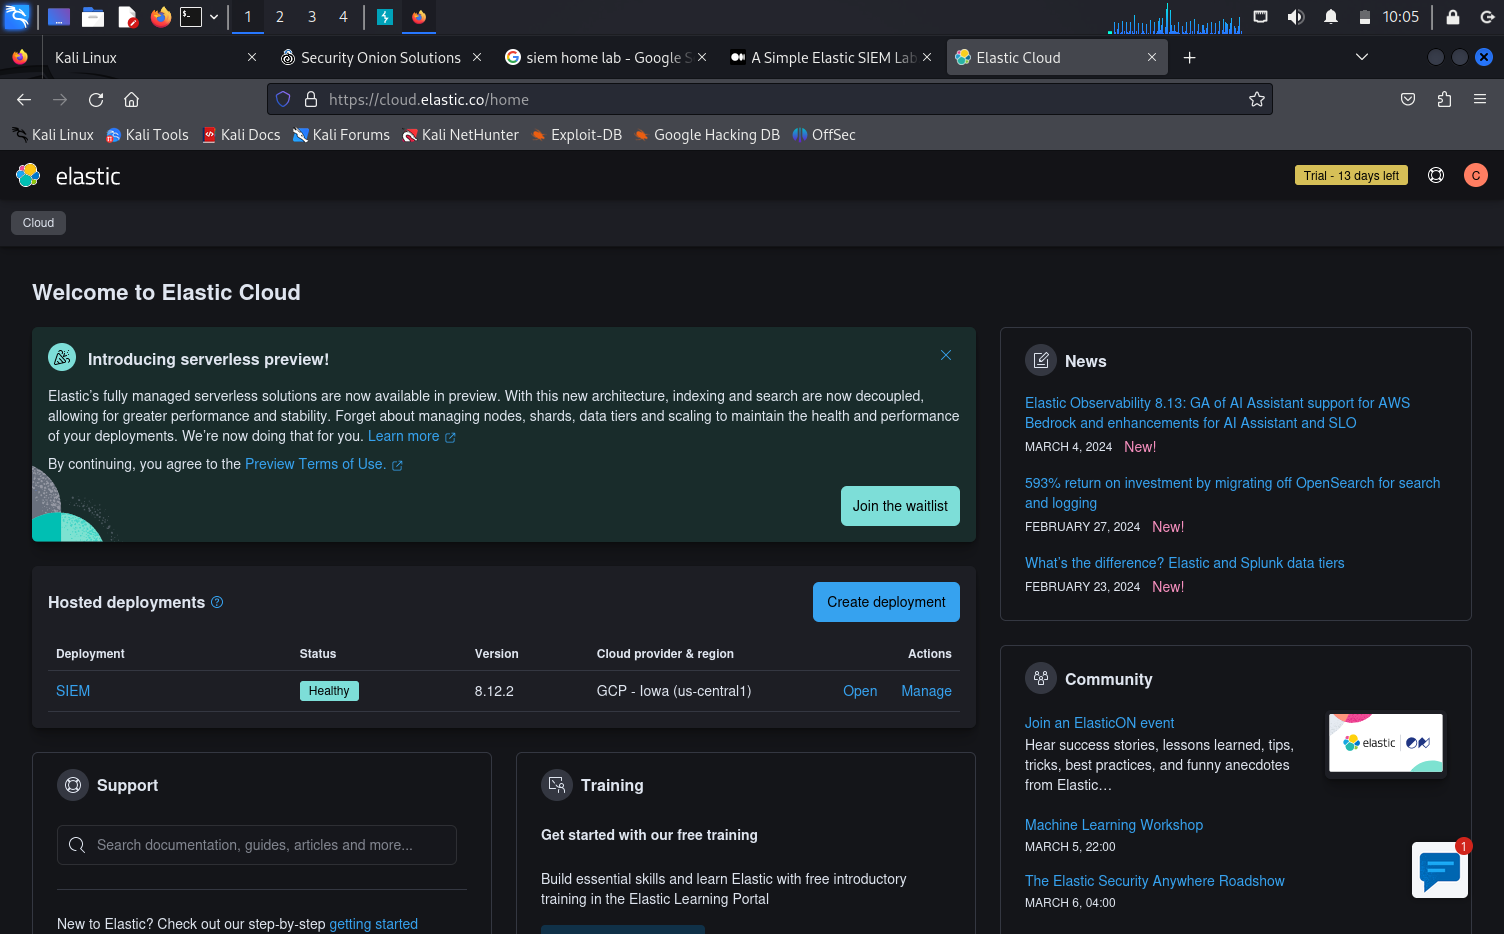 1 2 3 4 10:05
Kali Linux Security Onion Solutions siem home lab - Google S A Simple Elastic SIEM Lab Elastic Cloud
https://cloud.elastic.co/home
Kali Linux Kali Tools Kali Docs Kali Forums Kali NetHunter Exploit-DB Google Hacking DB OffSec
elastic Trial - 13 days left C
Cloud
Welcome to Elastic Cloud
Introducing serverless preview!
Elastic's fully managed serverless solutions are now available in preview. With this new architecture, indexing and search are now decoupled,
allowing for greater performance and stability. Forget about managing nodes, shards, data tiers and scaling to maintain the health and performance
of your deployments. We're now doing that for you. Learn more
By continuing, you agree to the Preview Terms of Use.
Join the waitlist
Hosted deployments Create deployment
Deployment Status Version Cloud provider & region Actions
SIEM Healthy 8.12.2 GCP - Iowa (us-central1) Open Manage
Support
Search documentation, guides, articles and more...
New to Elastic? Check out our step-by-step getting started
Training
Get started with our free training
Build essential skills and learn Elastic with free introductory
training in the Elastic Learning Portal
News
Elastic Observability 8.13: GA of AI Assistant support for AWS
Bedrock and enhancements for AI Assistant and SLO
MARCH 4, 2024 New!
593% return on investment by migrating off OpenSearch for search
and logging
FEBRUARY 27, 2024 New!
What's the difference? Elastic and Splunk data tiers
FEBRUARY 23, 2024 New!
Community
Join an ElasticON event
Hear success stories, lessons learned, tips,
tricks, best practices, and funny anecdotes
from Elastic…
elastic
Machine Learning Workshop
MARCH 5, 22:00
The Elastic Security Anywhere Roadshow
MARCH 6, 04:00
1